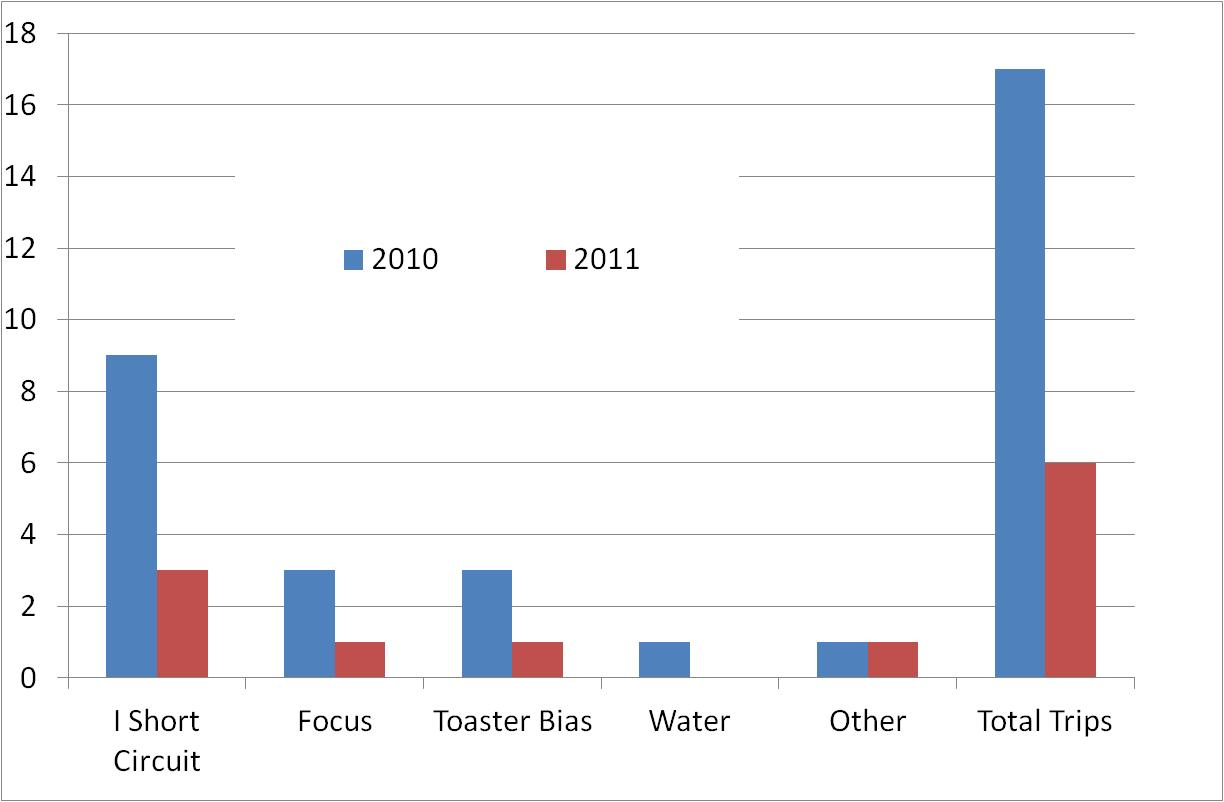 18
16
14
12
10
8
6
4
2
0
2010 2011
I Short Circuit
Focus
Toaster Bias
Water
Other
Total Trips